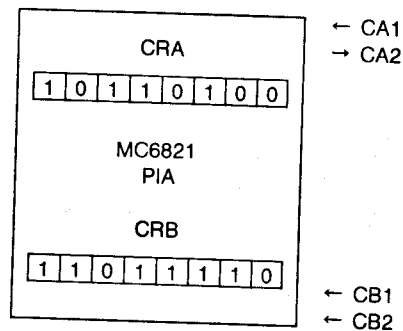 ← CA1
CRA
→ CA2
1 0 1 1 0 1 0 0
MC6821
PIA
CRB
1 1 0 1 1 1 1 0
← CB1
← CB2